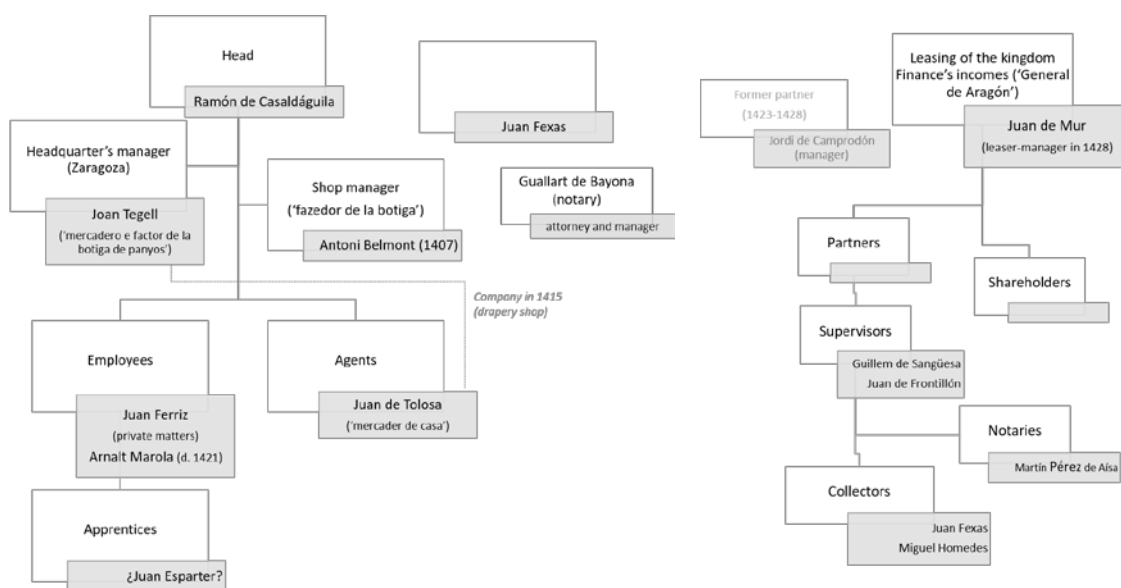 Head
Ramón de Casaldáguila
Juan Fexas
Headquarter's manager
(Zaragoza)
Joan Tegell
('mercadero e factor de la
botiga de panyos')
Shop manager
('fazedor de la botiga')
Antoni Belmont (1407)
Guallart de Bayona
(notary)
attorney and manager
Company in 1415
(drapery shop)
Employees
Juan Ferriz
(private matters)
Arnalt Marola (d. 1421)
Agents
Juan de Tolosa
('mercader de casa')
Apprentices
¿Juan Esparter?
Former partner
(1423-1428)
Jordi de Camprodón
(manager)
Leasing of the kingdom
Finance's incomes ('General
de Aragón')
Juan de Mur
(leaser-manager in 1428)
Partners
Shareholders
Supervisors
Guillem de Sangüesa
Juan de Frontillón
Notaries
Martín Pérez de Aísa
Collectors
Juan Fexas
Miguel Homedes